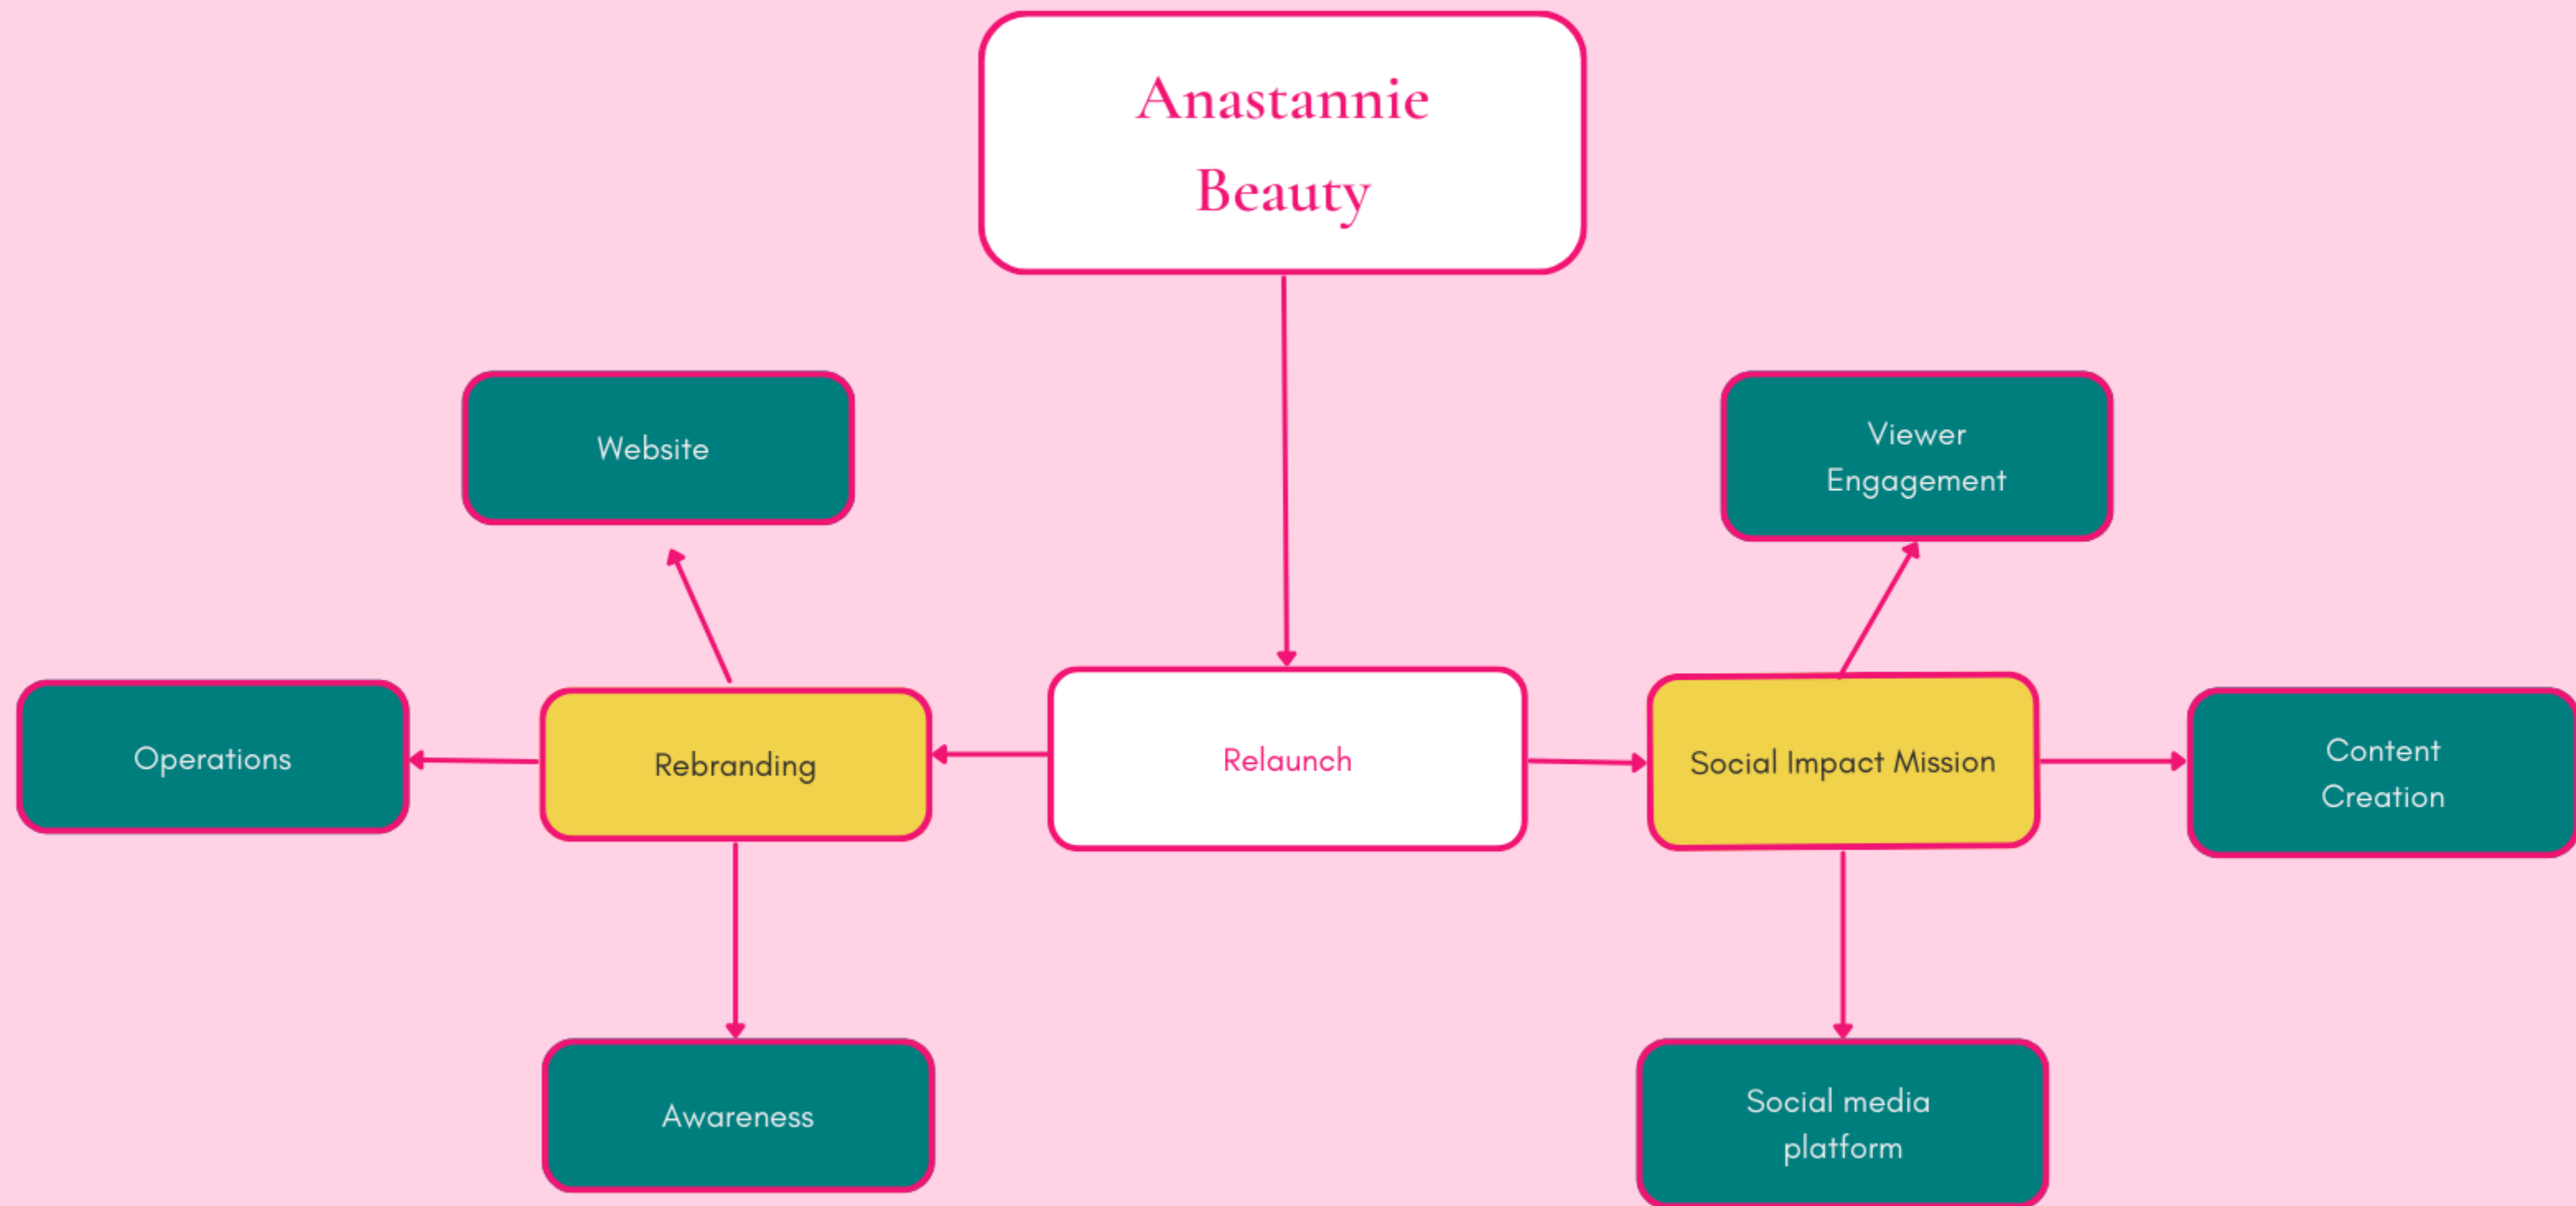 Anastannie
Beauty
Website
Viewer
Engagement
Operations
Rebranding
Relaunch
Social Impact Mission
Content
Creation
Awareness
Social media
platform